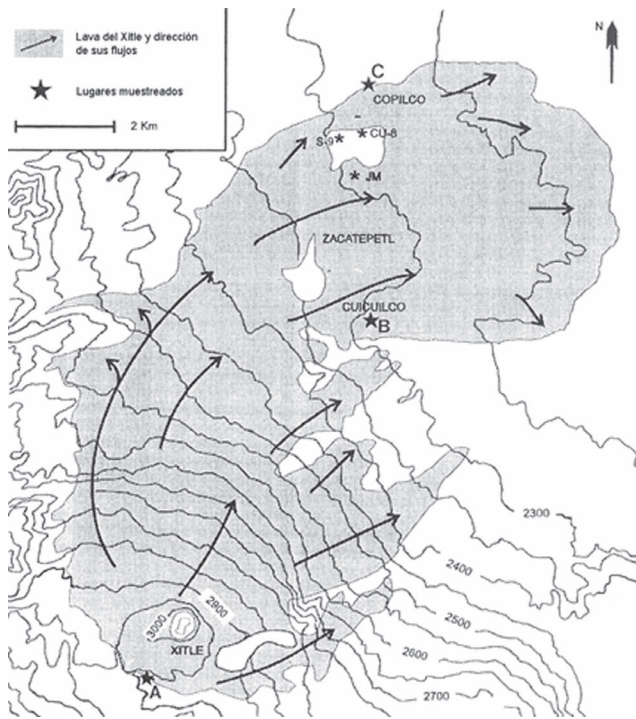 Lava del Xitle y dirección
de sus flujos
Lugares muestreados
2 Km
N
C
COPILCO
S-9
CU-8
JM
ZACATEPETL
CUICUILCO
B
2300
2400
2500
2600
2700
2900
3000
XITLE
A